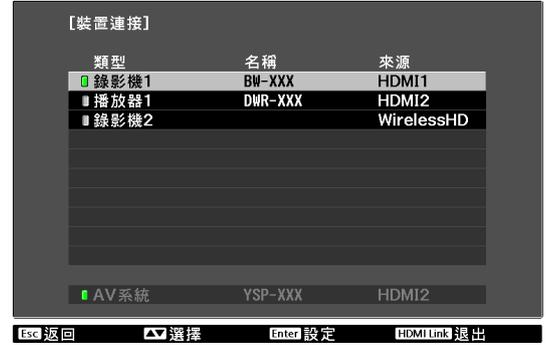 [裝置連接]
類型 名稱 來源
錄影機1 BW-XXX HDMI1
播放器1 DWR-XXX HDMI2
錄影機2 WirelessHD
AV系統 YSP-XXX HDMI2
Esc 返回 選擇 Enter 設定 HDMI Link 退出